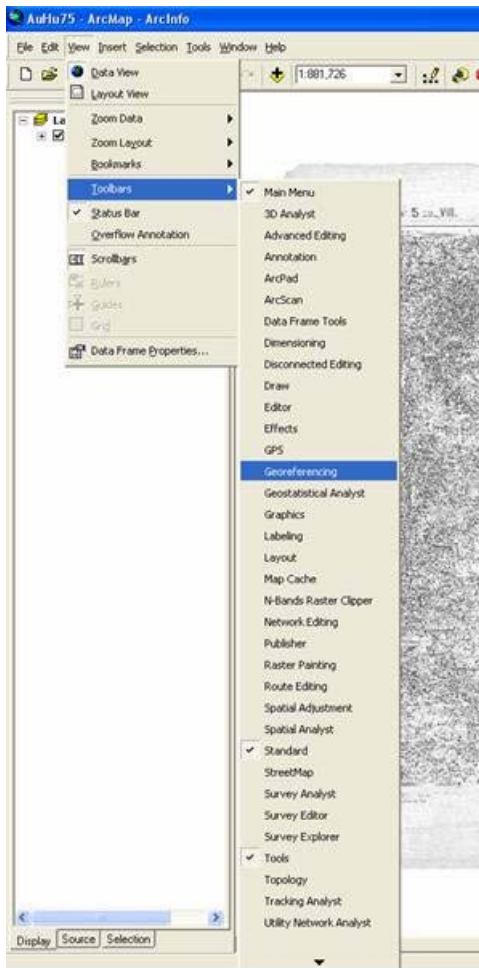 AuHu75 - ArcMap - ArcInfo
File Edit View Insert Selection Tools Window Help
1:881,726
Data View
Layout View
Zoom Data
Zoom Layout
Bookmarks
Toolbars
Status Bar
Overflow Annotation
Scrollbars
Rulers
Guides
Grid
Data Frame Properties...
La
Main Menu
3D Analyst
Advanced Editing
Annotation
ArcPad
ArcScan
Data Frame Tools
Dimensioning
Disconnected Editing
Draw
Editor
Effects
GPS
Georeferencing
Geostatistical Analyst
Graphics
Labeling
Layout
Map Cache
N-Bands Raster Clipper
Network Editing
Publisher
Raster Painting
Route Editing
Spatial Adjustment
Spatial Analyst
Standard
StreetMap
Survey Analyst
Survey Editor
Survey Explorer
Tools
Topology
Tracking Analyst
Utility Network Analyst
Display Source Selection